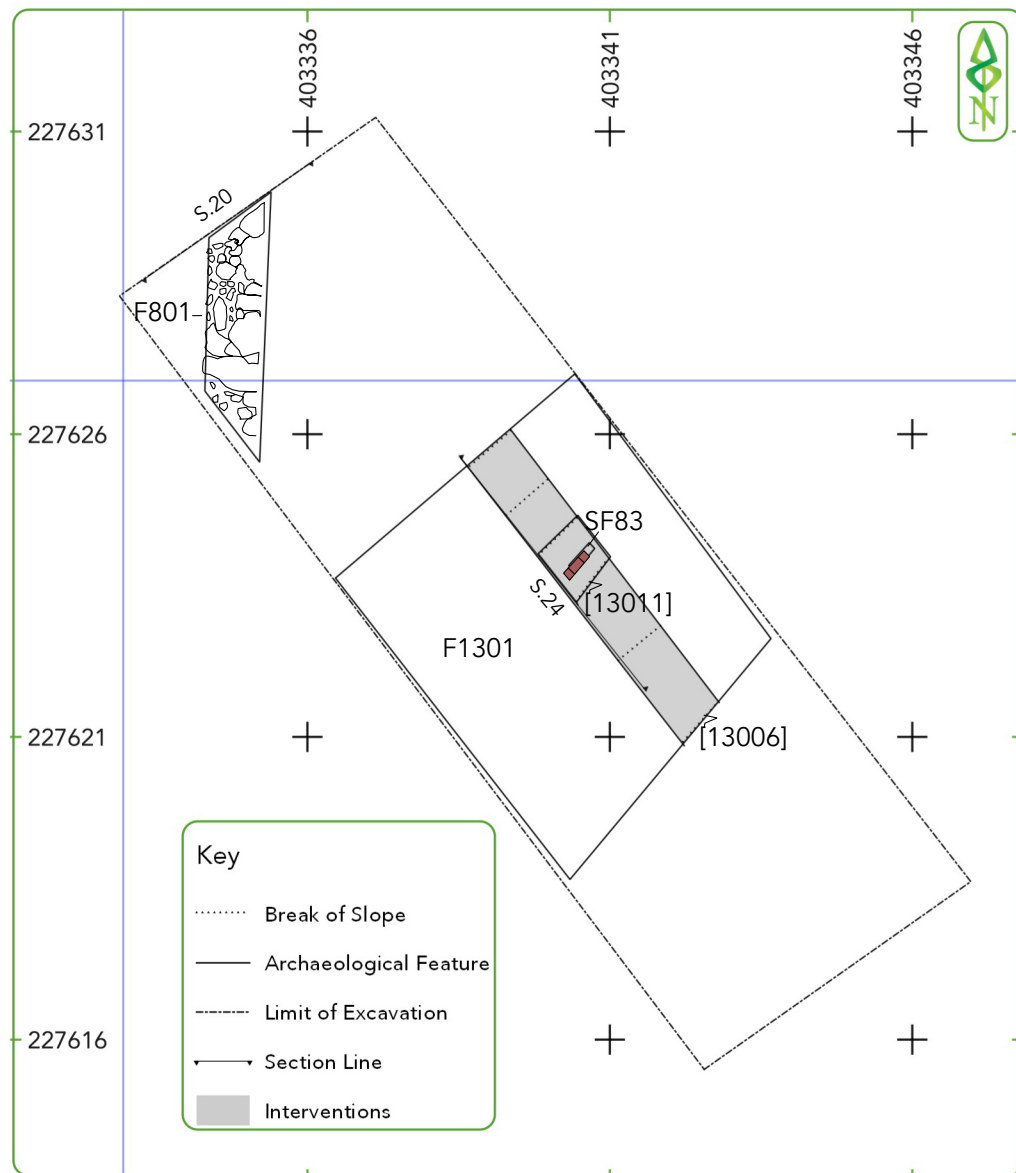 403336
403341
403346
N
227631
S.20
F801
227626
SF83
S.24
[13011]
F1301
227621
[13006]
Key
Break of Slope
Archaeological Feature
Limit of Excavation
Section Line
Interventions
227616